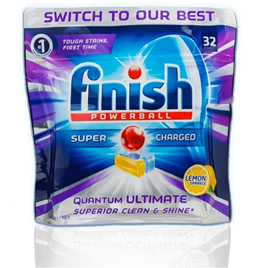 SWITCH TO OUR BEST
#1
TOUGH STAINS,
FIRST TIME
32
finish
POWERBALL
SUPER CHARGED
LEMON
SPARKLE
QUANTUM ULTIMATE
SUPERIOR CLEAN & SHINE*